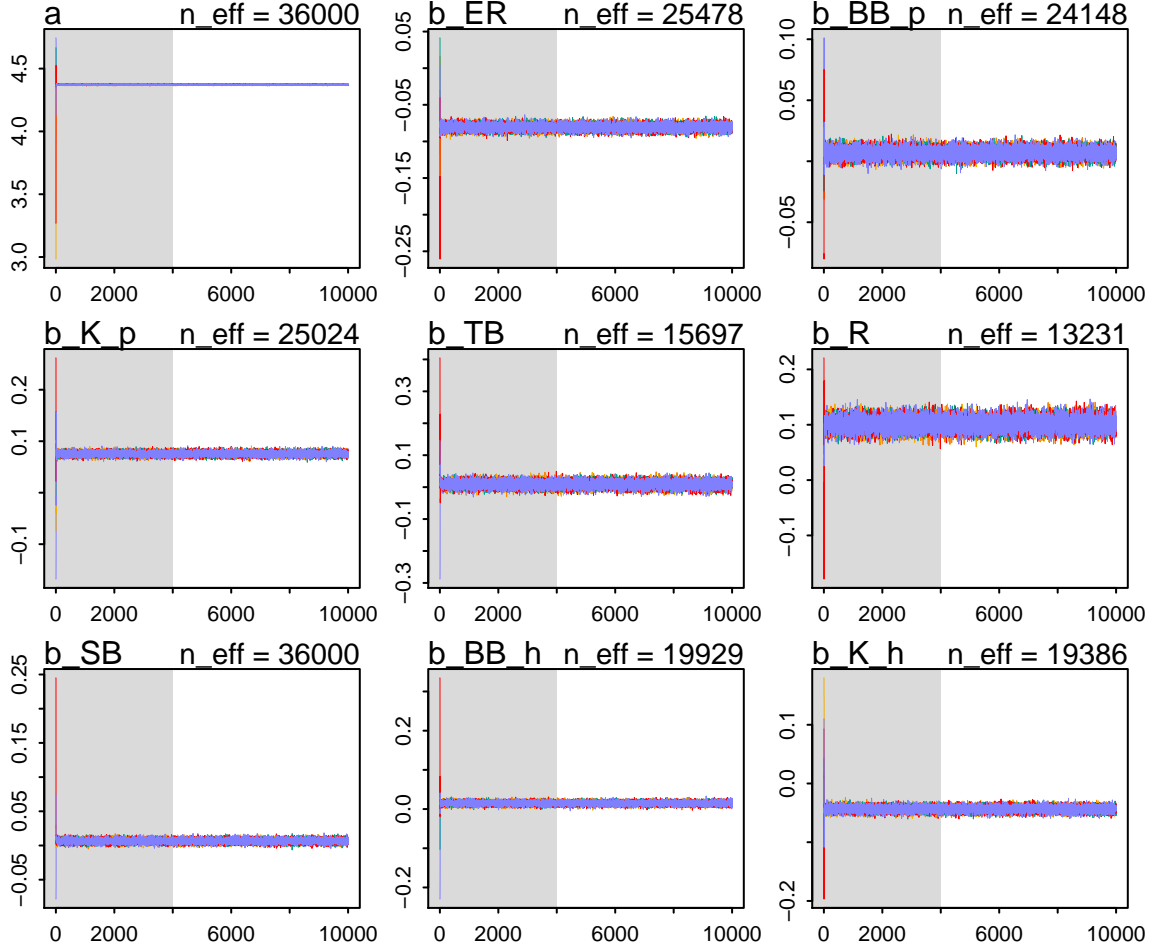 a n_eff = 36000 b_ER n_eff = 25478 b_BB_p n_eff = 24148
4.5 0.05 0.10
4.0 −0.05 0.05
3.5 −0.15 −0.05
3.0 −0.25
0 2000 6000 10000 0 2000 6000 10000 0 2000 6000 10000
b_K_p n_eff = 25024 b_TB n_eff = 15697 b_R n_eff = 13231
0.2 0.3 0.2
0.1 0.1 0.1
−0.1 −0.1 0.0
−0.3 −0.1
0 2000 6000 10000 0 2000 6000 10000 0 2000 6000 10000
b_SB n_eff = 36000 b_BB_h n_eff = 19929 b_K_h n_eff = 19386
0.25 0.2 0.1
0.15 0.0 0.0
0.05 −0.2 −0.2
−0.05
0 2000 6000 10000 0 2000 6000 10000 0 2000 6000 10000